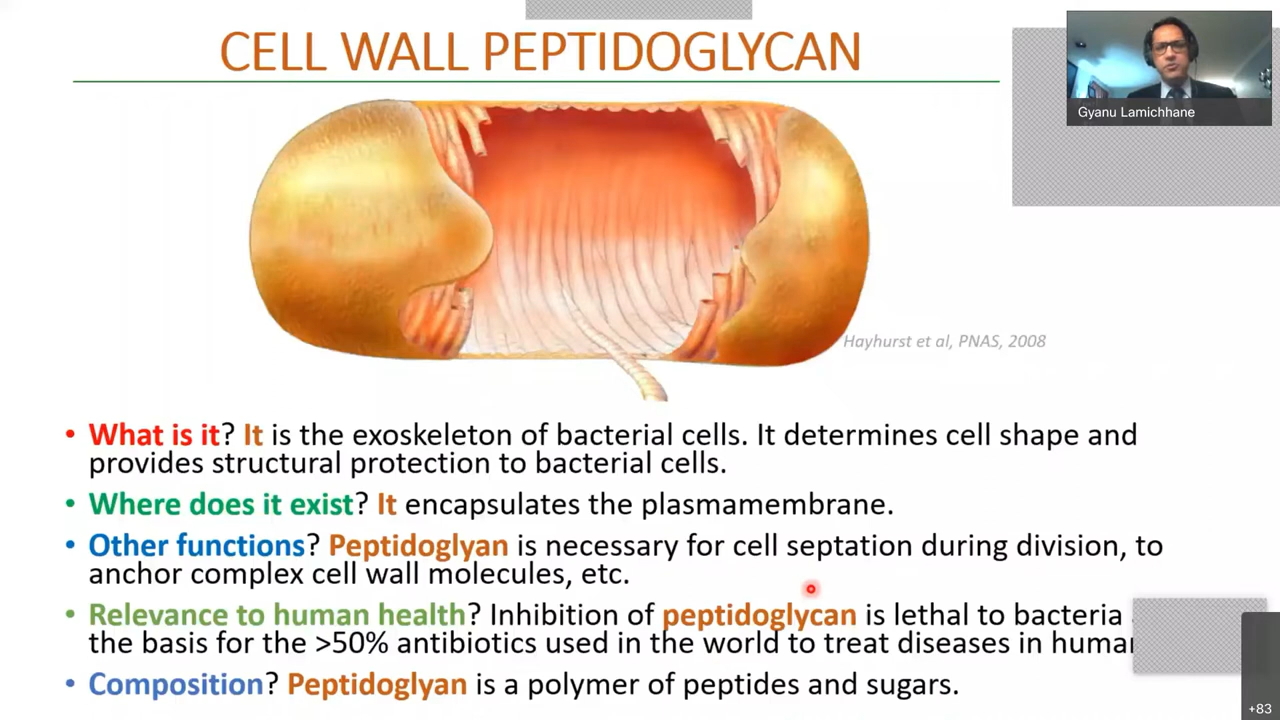 CELL WALL PEPTIDOGLYCAN
Gyanu Lamichhane
Hayhurst et al, PNAS, 2008
• What is it? It is the exoskeleton of bacterial cells. It determines cell shape and
provides structural protection to bacterial cells.
• Where does it exist? It encapsulates the plasmamembrane.
• Other functions? Peptidoglyan is necessary for cell septation during division, to
anchor complex cell wall molecules, etc.
• Relevance to human health? Inhibition of peptidoglycan is lethal to bacteria
the basis for the >50% antibiotics used in the world to treat diseases in
• Composition? Peptidoglyan is a polymer of peptides and sugars.
+83